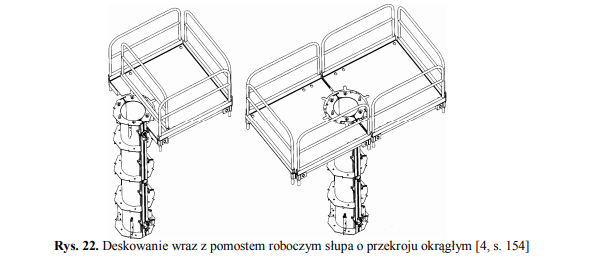 Rys. 22. Deskowanie wraz z pomostem roboczym słupa o przekroju okrągłym [4, s. 154]